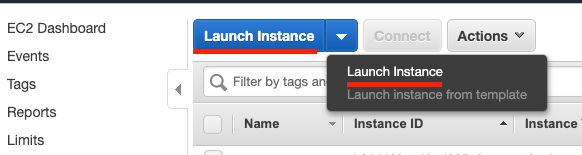 EC2 Dashboard
Events
Tags
Reports
Limits
Launch Instance
Connect
Actions
Launch Instance
Launch instance from template
Filter by tags an
Name
Instance ID
Instance